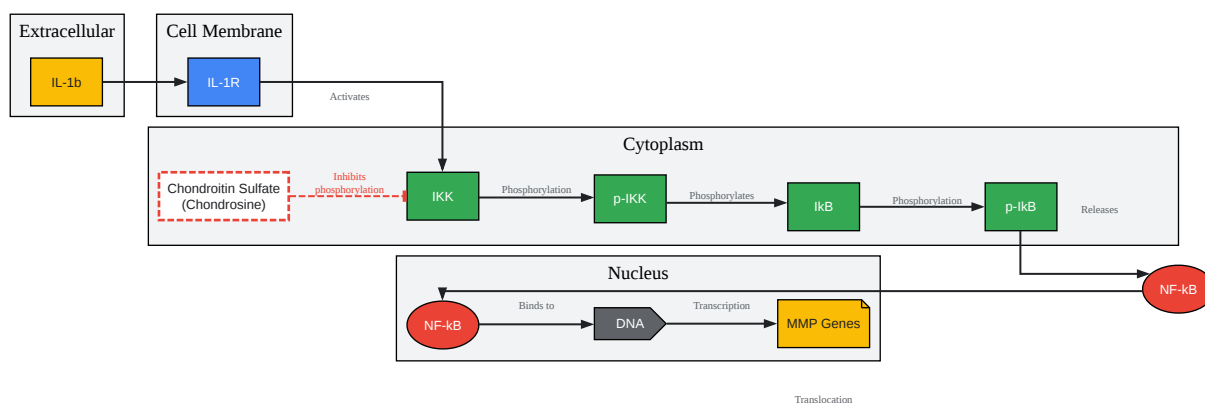 Extracellular
Cell Membrane
IL-1b
IL-1R
Activates
Cytoplasm
Chondroitin Sulfate
(Chondrosine)
Inhibits
phosphorylation
IKK
Phosphorylation
p-IKK
Phosphorylates
IkB
Phosphorylation
p-IkB
Releases
Nucleus
NF-kB
NF-kB
Binds to
DNA
Transcription
MMP Genes
Translocation